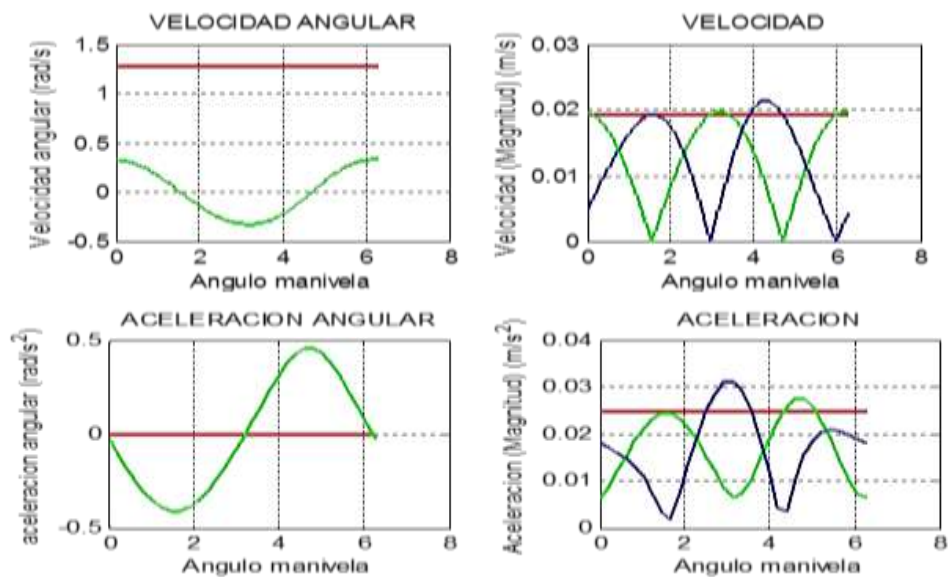 VELOCIDAD ANGULAR
Velocidad angular (rad/s)
1.5
1
0.5
0
-0.5
0 2 4 6 8
Angulo manivela
VELOCIDAD
Velocidad (Magnitud) (m/s)
0.03
0.02
0.01
0
0 2 4 6 8
Angulo manivela
ACELERACION ANGULAR
aceleracion angular (rad/s²)
0.5
0
-0.5
0 2 4 6 8
Angulo manivela
ACELERACION
Aceleracion (Magnitud) (m/s²)
0.04
0.03
0.02
0.01
0
0 2 4 6 8
Angulo manivela